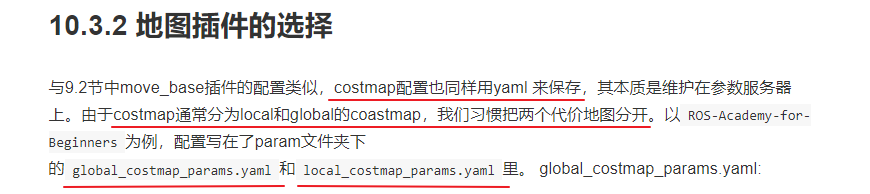 10.3.2 地图插件的选择
与9.2节中move_base插件的配置类似，costmap配置也同样用yaml 来保存，其本质是维护在参数服务器
上。由于costmap通常分为local和global的coastmap，我们习惯把两个代价地图分开。以 ROS-Academy-for-
Beginners 为例，配置写在了param文件夹下
的 global_costmap_params.yaml 和 local_costmap_params.yaml 里。 global_costmap_params.yaml: